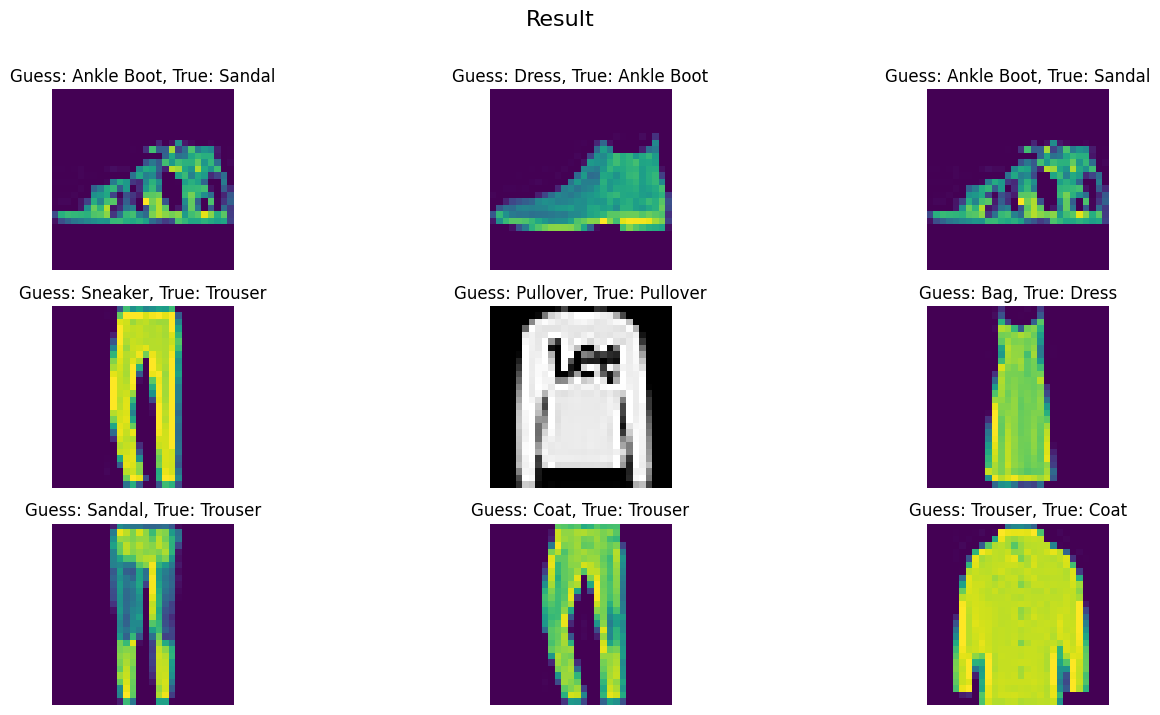 Result
Guess: Ankle Boot, True: Sandal
Guess: Dress, True: Ankle Boot
Guess: Ankle Boot, True: Sandal
Guess: Sneaker, True: Trouser
Guess: Pullover, True: Pullover
Guess: Bag, True: Dress
Lee
Guess: Sandal, True: Trouser
Guess: Coat, True: Trouser
Guess: Trouser, True: Coat